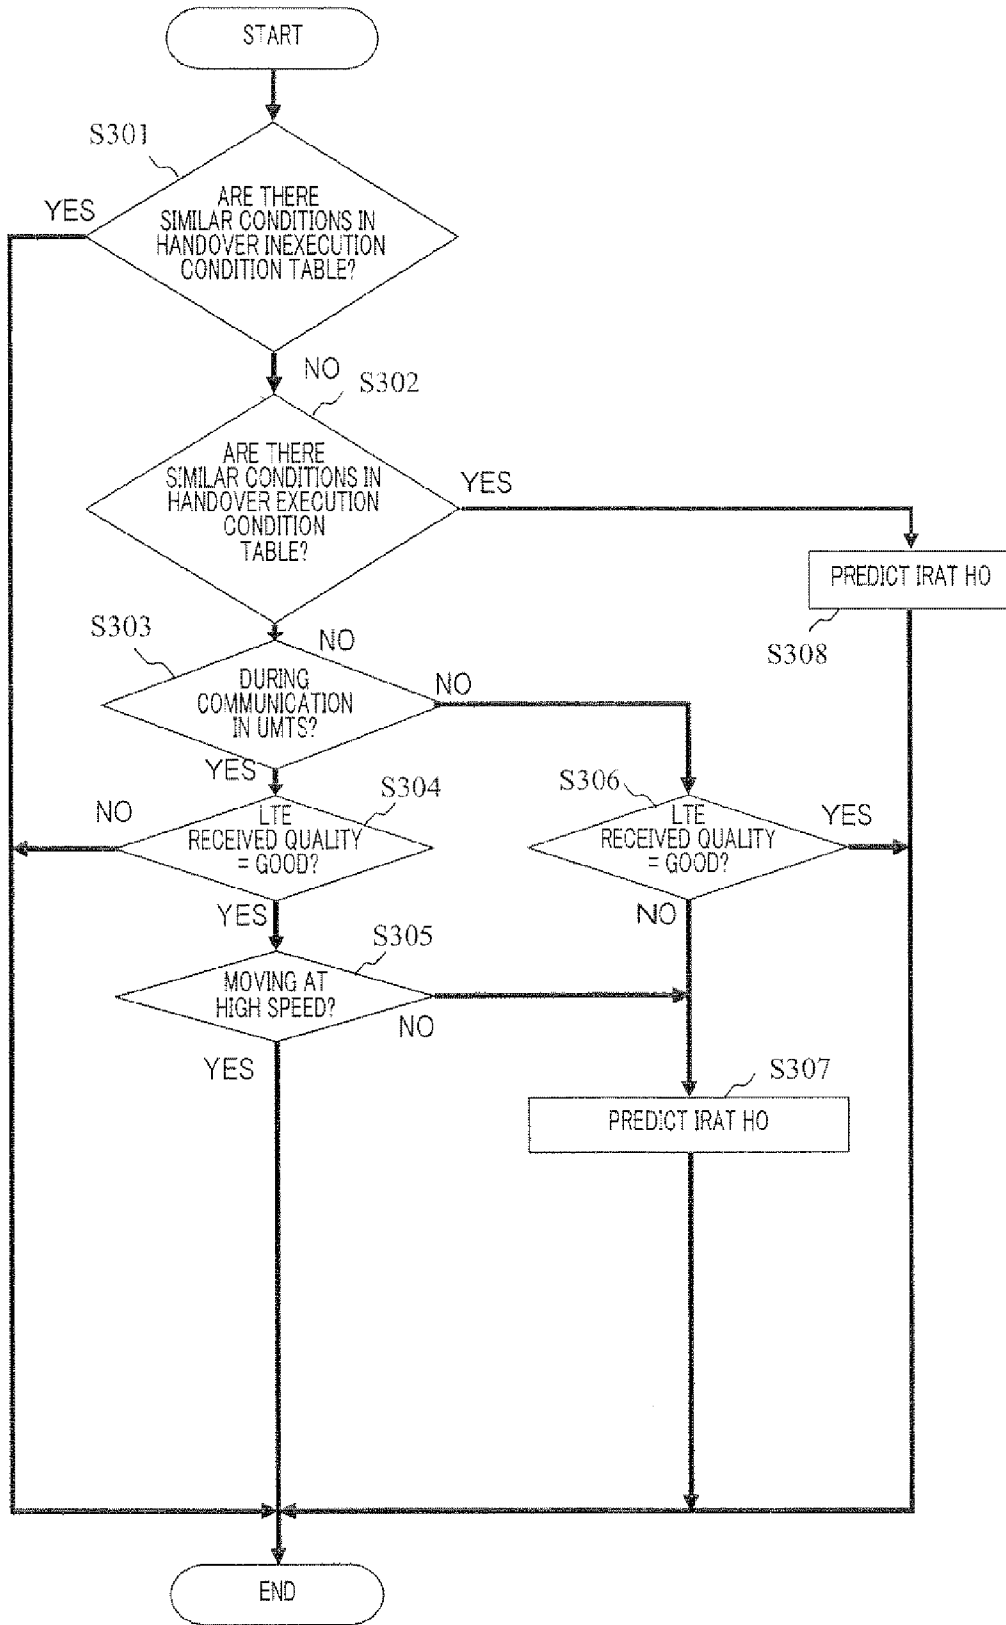 START
S301
YES
ARE THERE
SIMILAR CONDITIONS IN
HANDOVER INEXECUTION
CONDITION TABLE?
NO
S302
ARE THERE
SIMILAR CONDITIONS IN
HANDOVER EXECUTION
CONDITION
TABLE?
YES
PREDICT IRAT HO
S308
S303
NO
DURING
COMMUNICATION
IN UMTS?
NO
YES
S304
NO
LTE
RECEIVED QUALITY
= GOOD?
S306
LTE
RECEIVED QUALITY
= GOOD?
YES
YES
NO
S305
MOVING AT
HIGH SPEED?
NO
YES
S307
PREDICT IRAT HO
END